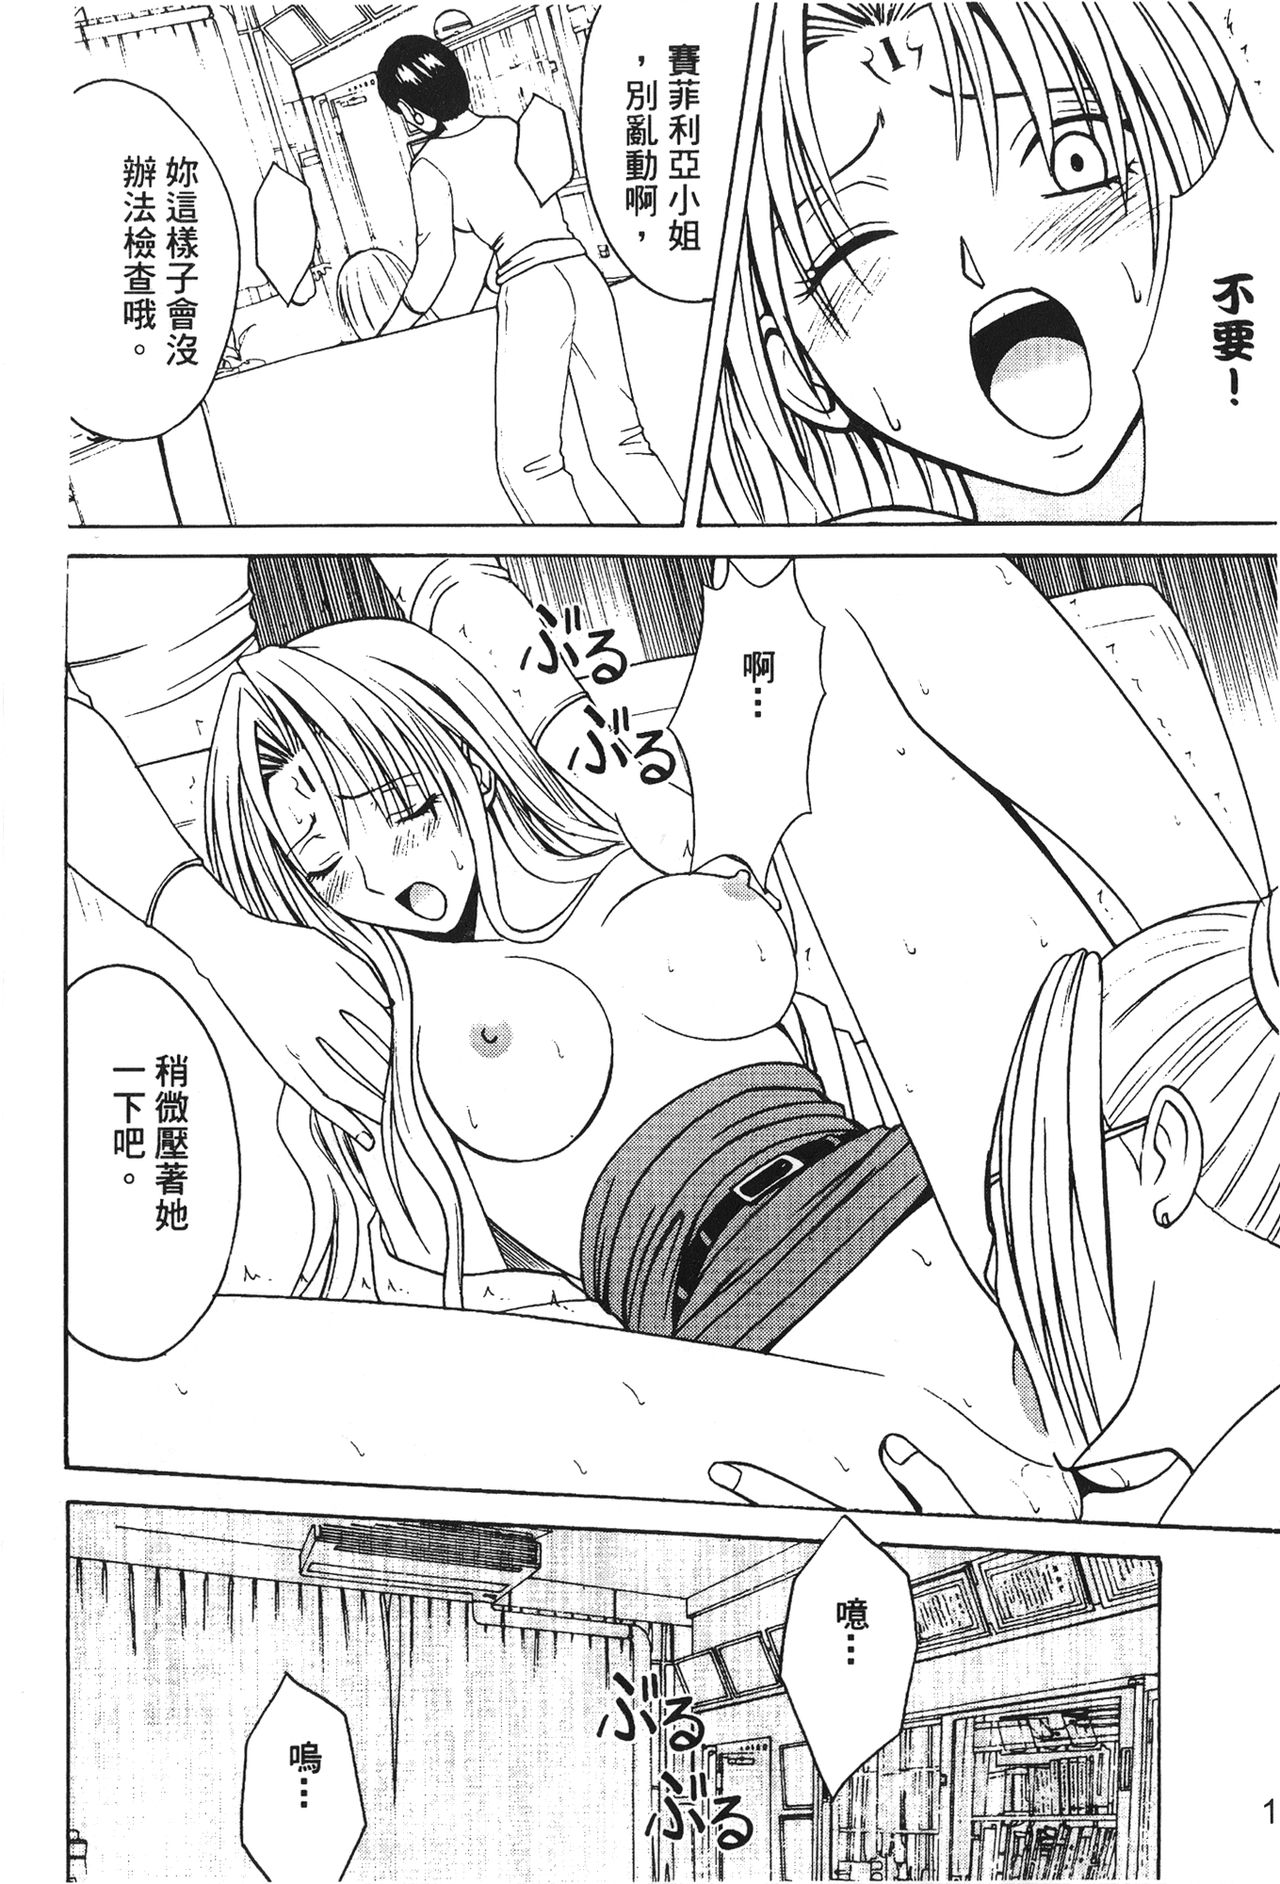 不要！
賽菲利亞小姐
，別亂動啊，
妳這樣子會沒
辦法檢查哦。
啊…
ぶる
ぶる
稍微壓著她
一下吧。
噫…
ぶる
ぶる
嗚…
1